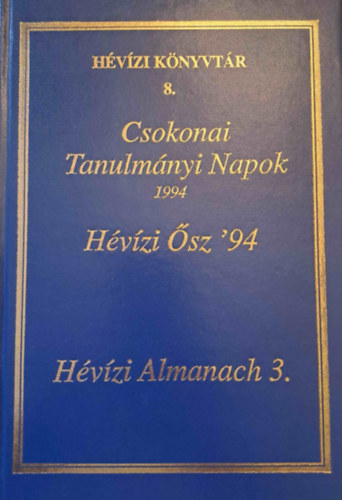 HÉVÍZI KÖNYVTÁR
8.
Csokonai
Tanulmányi Napok
1994
Hévízi Ősz ’94
Hévízi Almanach 3.